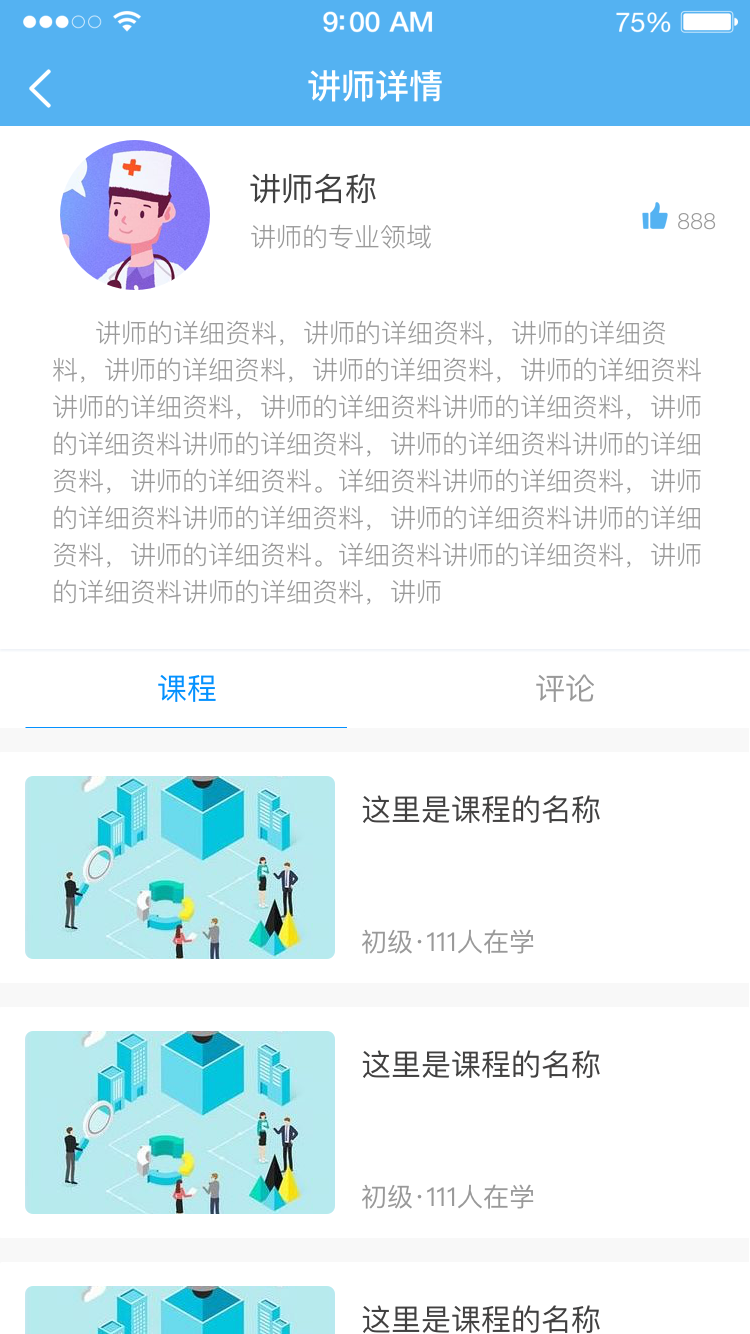 9:00 AM 75%
讲师详情
讲师名称
讲师的专业领域
888
讲师的详细资料，讲师的详细资料，讲师的详细资
料，讲师的详细资料，讲师的详细资料，讲师的详细资料
讲师的详细资料，讲师的详细资料讲师的详细资料，讲师
的详细资料讲师的详细资料，讲师的详细资料讲师的详细
资料，讲师的详细资料。详细资料讲师的详细资料，讲师
的详细资料讲师的详细资料，讲师的详细资料讲师的详细
资料，讲师的详细资料。详细资料讲师的详细资料，讲师
的详细资料讲师的详细资料，讲师
课程 评论
这里是课程的名称
初级·111人在学
这里是课程的名称
初级·111人在学
这里是课程的名称